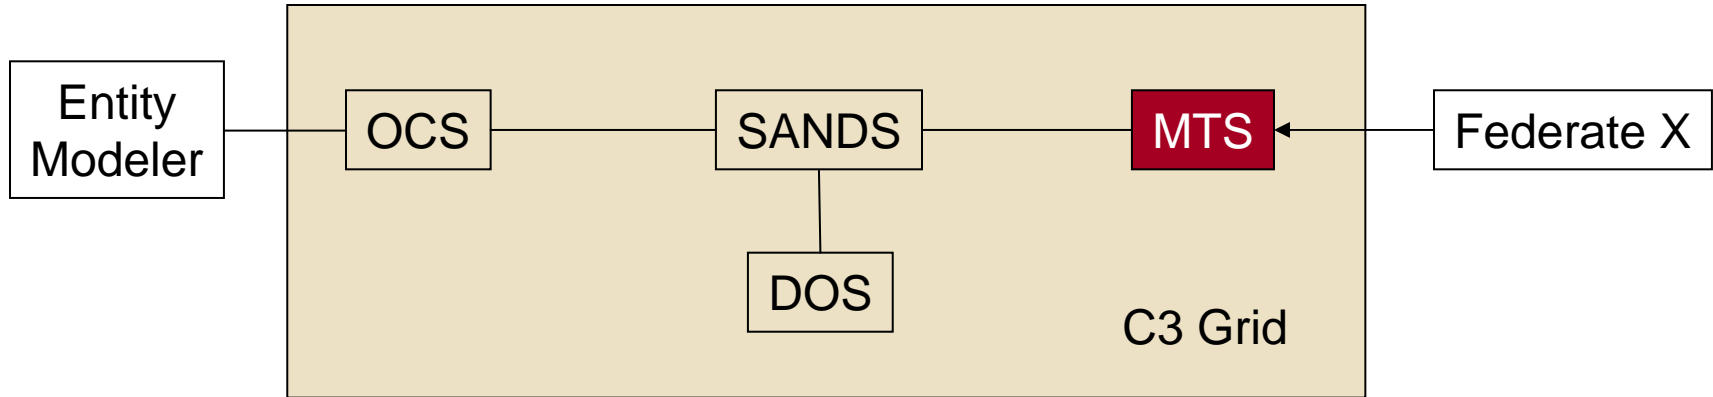 Entity
Modeler
OCS
SANDS
MTS
Federate X
DOS
C3 Grid